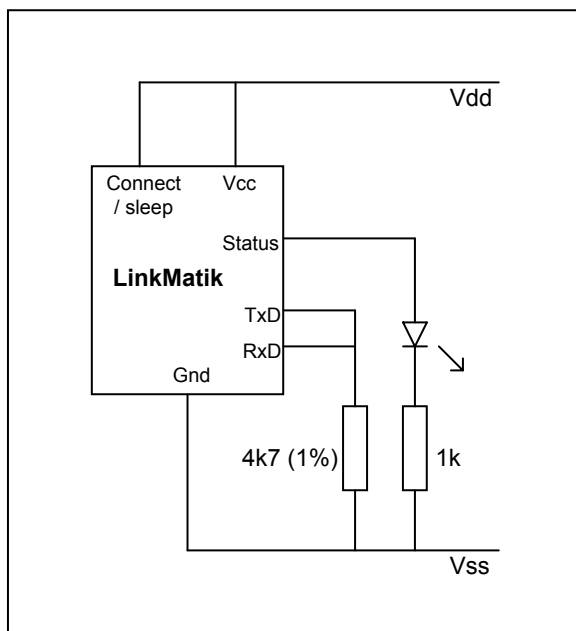 Vdd
Connect
/ sleep
Vcc
Status
LinkMatik
TxD
RxD
Gnd
4k7 (1%)
1k
Vss